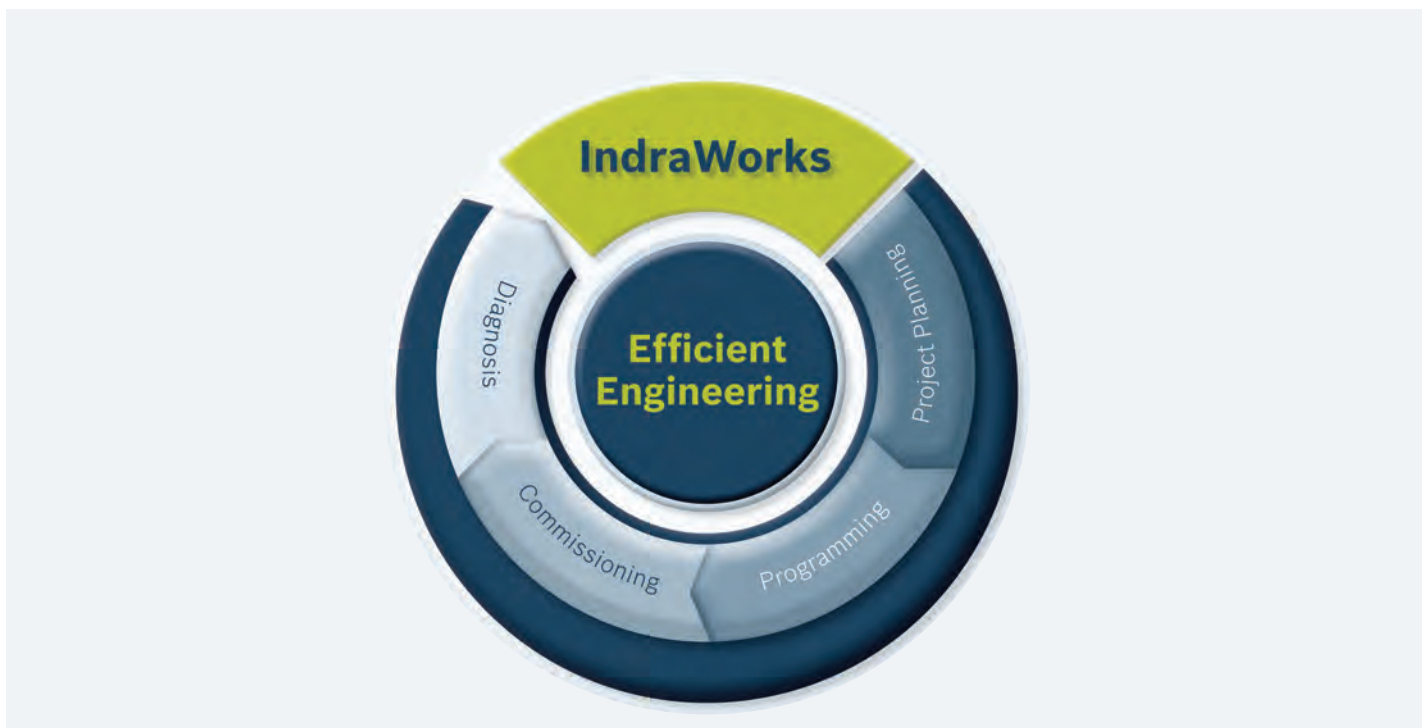 IndraWorks
Efficient
Engineering
Project Planning
Programming
Commissioning
Diagnosis